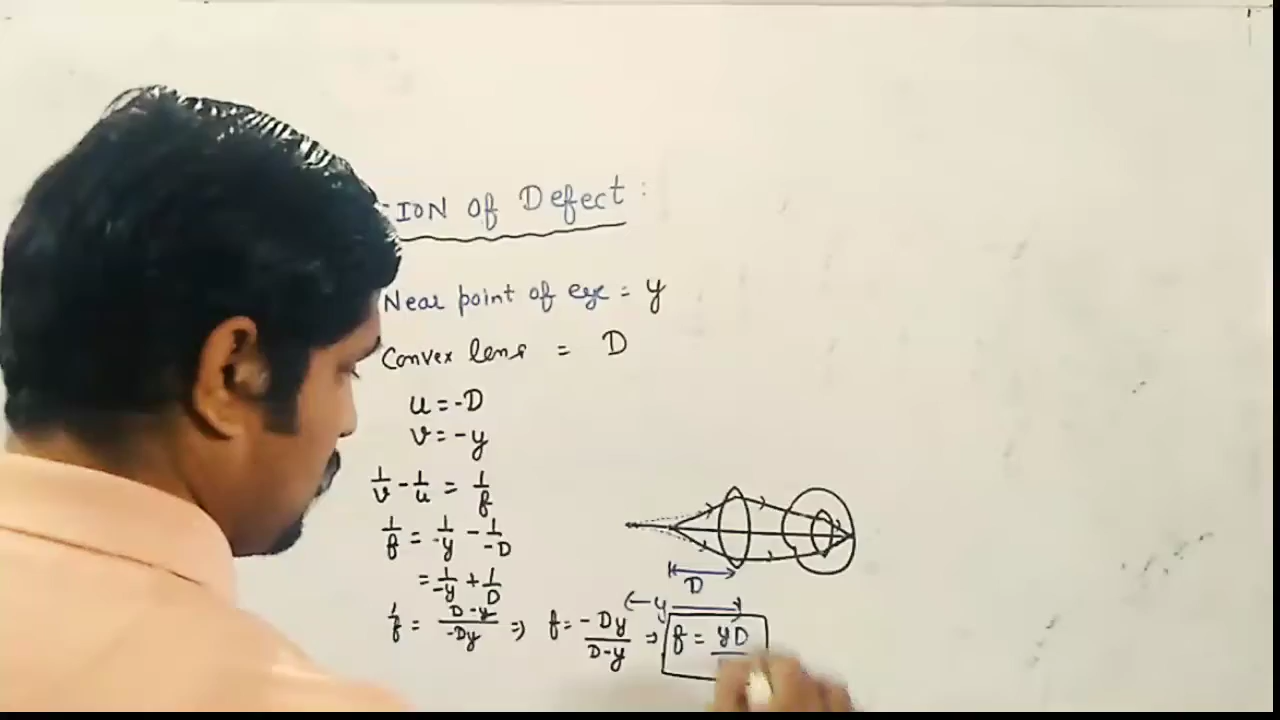 ION of Defect :
Near point of eye = y
Convex lens = D
u = -D
v = -y
1/v - 1/u = 1/f
1/f = 1/-y - 1/-D
= 1/-y + 1/D
D
y
1/f = D-y/-Dy ⇒ f = -Dy/D-y ⇒ f = yD